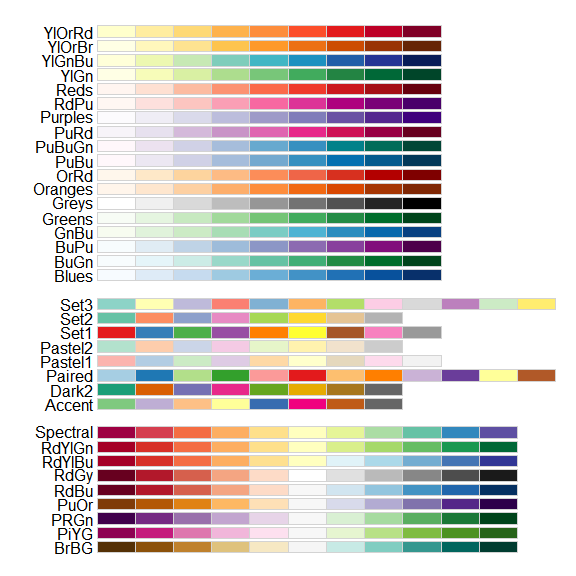 YlOrRd
YlOrBr
YlGnBu
YlGn
Reds
RdPu
Purples
PuRd
PuBuGn
PuBu
OrRd
Oranges
Greys
Greens
GnBu
BuPu
BuGn
Blues
Set3
Set2
Set1
Pastel2
Pastel1
Paired
Dark2
Accent
Spectral
RdYlGn
RdYlBu
RdGy
RdBu
PuOr
PRGn
PiYG
BrBG